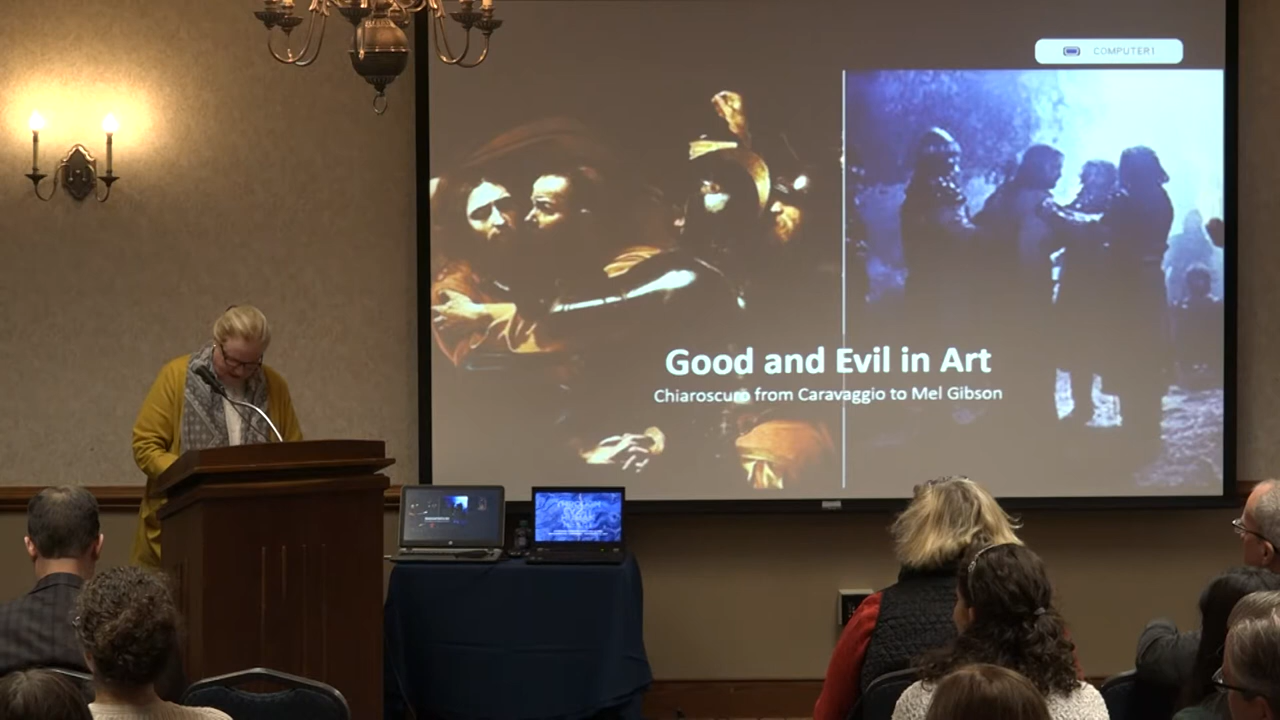 COMPUTER1
Good and Evil in Art
Chiaroscuro from Caravaggio to Mel Gibson